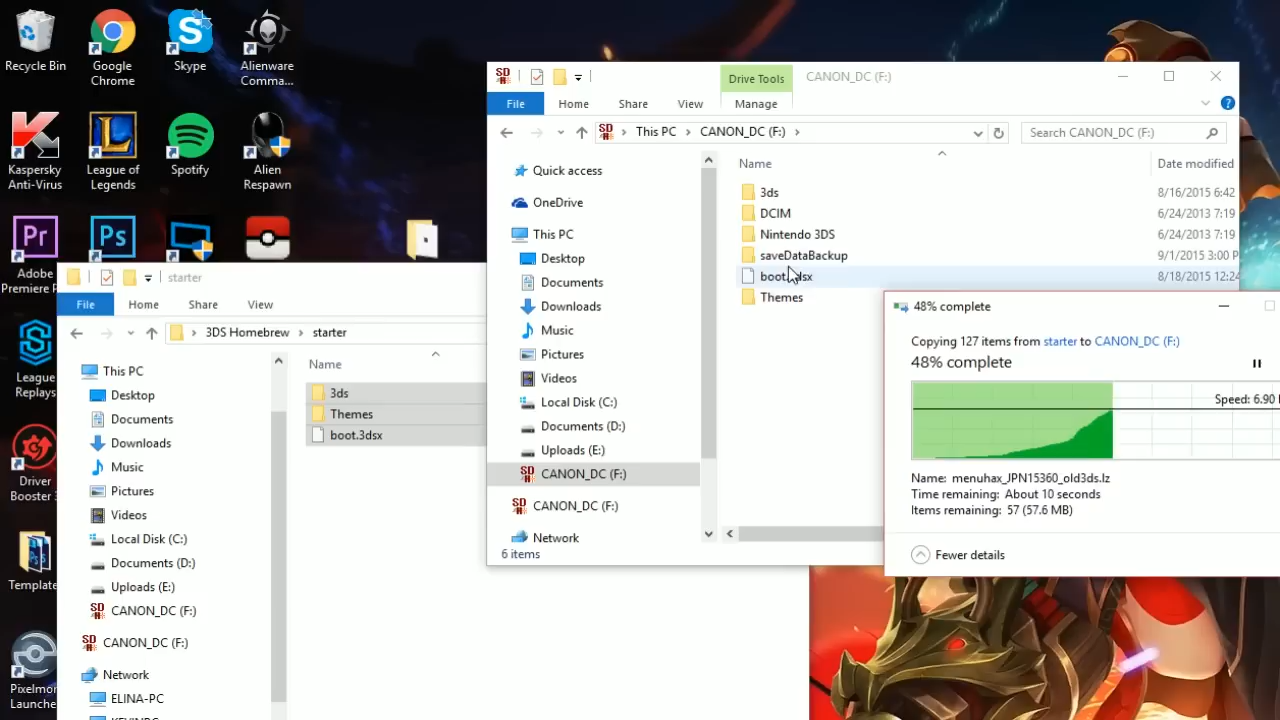 Recycle Bin
Google
Chrome
Skype
Alienware
Comma...
Kaspersky
Anti-Virus
League of
Legends
Spotify
Alien
Respawn
Adobe
Premiere P
League
Replays
Driver
Booster 3
Template
Pixelmon
Launche
starter
File
Home
Share
View
3DS Homebrew
starter
This PC
Desktop
Documents
Downloads
Music
Pictures
Videos
Local Disk (C:)
Documents (D:)
Uploads (E:)
CANON_DC (F:)
CANON_DC (F:)
Network
ELINA-PC
Name
3ds
Themes
boot.3dsx
Drive Tools
CANON_DC (F:)
File
Home
Share
View
Manage
This PC
CANON_DC (F:)
Search CANON_DC (F:)
Quick access
OneDrive
This PC
Desktop
Documents
Downloads
Music
Pictures
Videos
Local Disk (C:)
Documents (D:)
Uploads (E:)
CANON_DC (F:)
CANON_DC (F:)
Network
6 items
Name
Date modified
3ds
8/16/2015 6:42
DCIM
6/24/2013 7:19
Nintendo 3DS
6/24/2013 7:19
saveDataBackup
9/1/2015 3:00 P
boot.3dsx
8/18/2015 12:24
Themes
48% complete
Copying 127 items from starter to CANON_DC (F:)
48% complete
Speed: 6.90
Name: menuhax_JPN15360_old3ds.lz
Time remaining: About 10 seconds
Items remaining: 57 (57.6 MB)
Fewer details